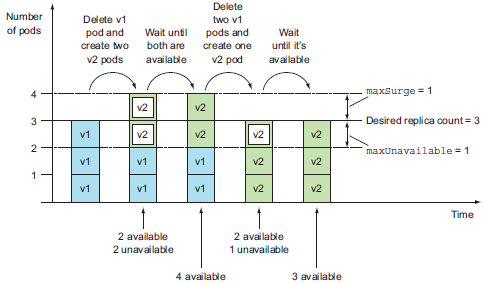 Number
of pods
Delete v1
pod and
create two
v2 pods
Wait until
both are
available
Delete
two v1
pods and
create one
v2 pod
Wait
until it's
available
4
3
2
1
v1
v1
v1
v2
v2
v1
v1
v2
v2
v1
v1
v2
v2
v2
v2
v2
v2
maxSurge = 1
Desired replica count = 3
maxUnavailable = 1
Time
2 available
2 unavailable
4 available
2 available
1 unavailable
3 available